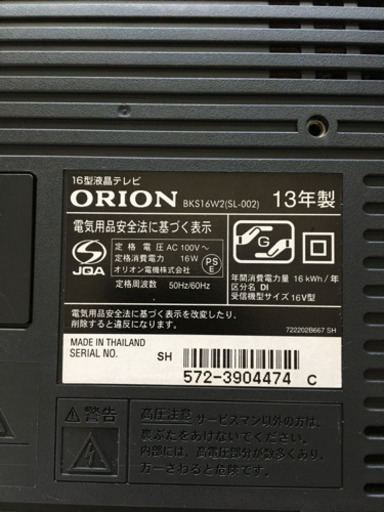 16型液晶テレビ
ORION BKS16W2(SL-002) 13年製
電気用品安全法に基づく表示
JQA
定格電圧 AC 100V～
定格消費電力 16W
オリオン電機株式会社
定格周波数 50Hz/60Hz
PS
E
G
年間消費電力量 16 kWh/年
区分名 DI
受信機型サイズ 16V型
電気用品安全法に基づく表示を改変したり、
削除すると違反になります。
722202B667 SH
MADE IN THAILAND
SERIAL NO. SH
572-3904474 C
警告
高圧注意 サービスマン以外の方は、
裏ぶたをあけないでください。
内部には、高電圧部分が数多くあり、
万一さわると危険です。